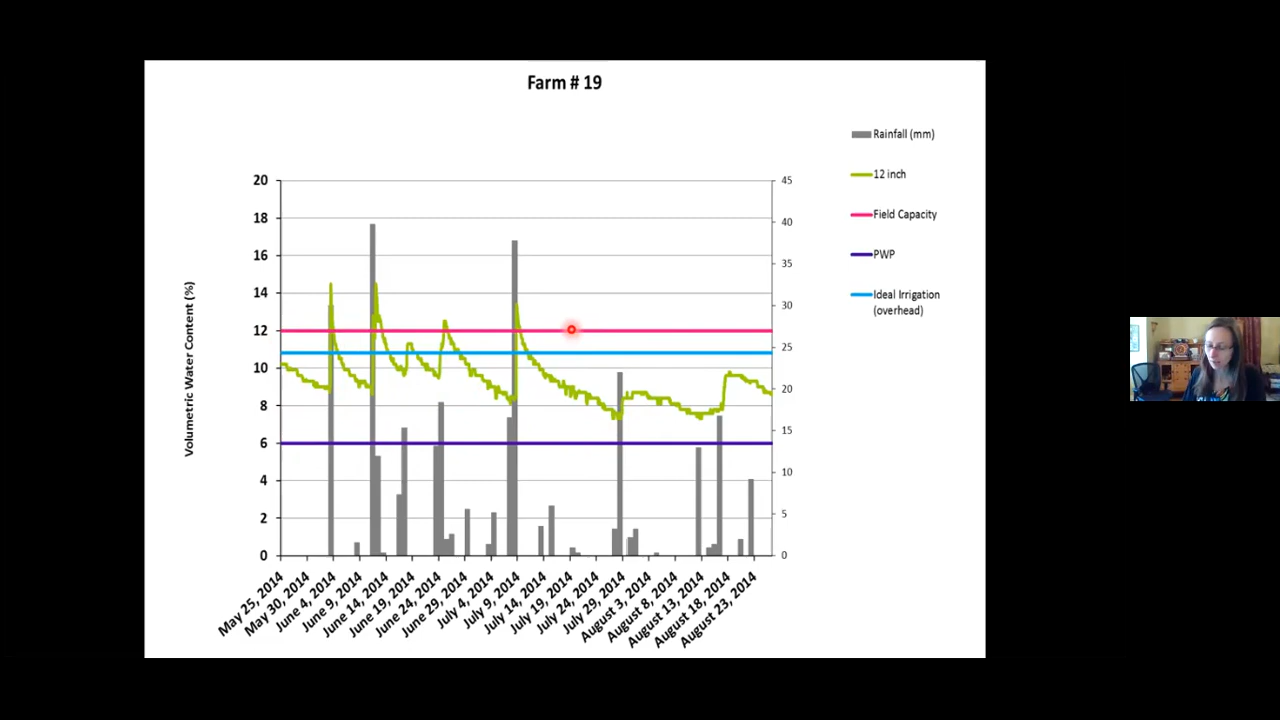 Farm # 19
Rainfall (mm)
12 inch
Field Capacity
PWP
Ideal Irrigation
(overhead)
Volumetric Water Content (%)
20
18
16
14
12
10
8
6
4
2
0
45
40
35
30
25
20
15
10
5
0
May 25, 2014
May 30, 2014
June 4, 2014
June 9, 2014
June 14, 2014
June 19, 2014
June 24, 2014
June 29, 2014
July 4, 2014
July 9, 2014
July 14, 2014
July 19, 2014
July 24, 2014
July 29, 2014
August 3, 2014
August 8, 2014
August 13, 2014
August 18, 2014
August 23, 2014